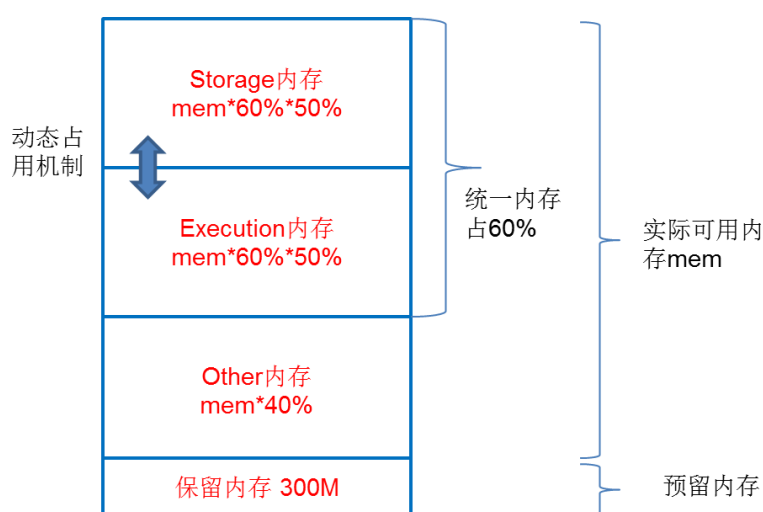 Storage内存
mem*60%*50%
动态占
用机制
Execution内存
mem*60%*50%
统一内存
占60%
实际可用内
存mem
Other内存
mem*40%
保留内存 300M
预留内存